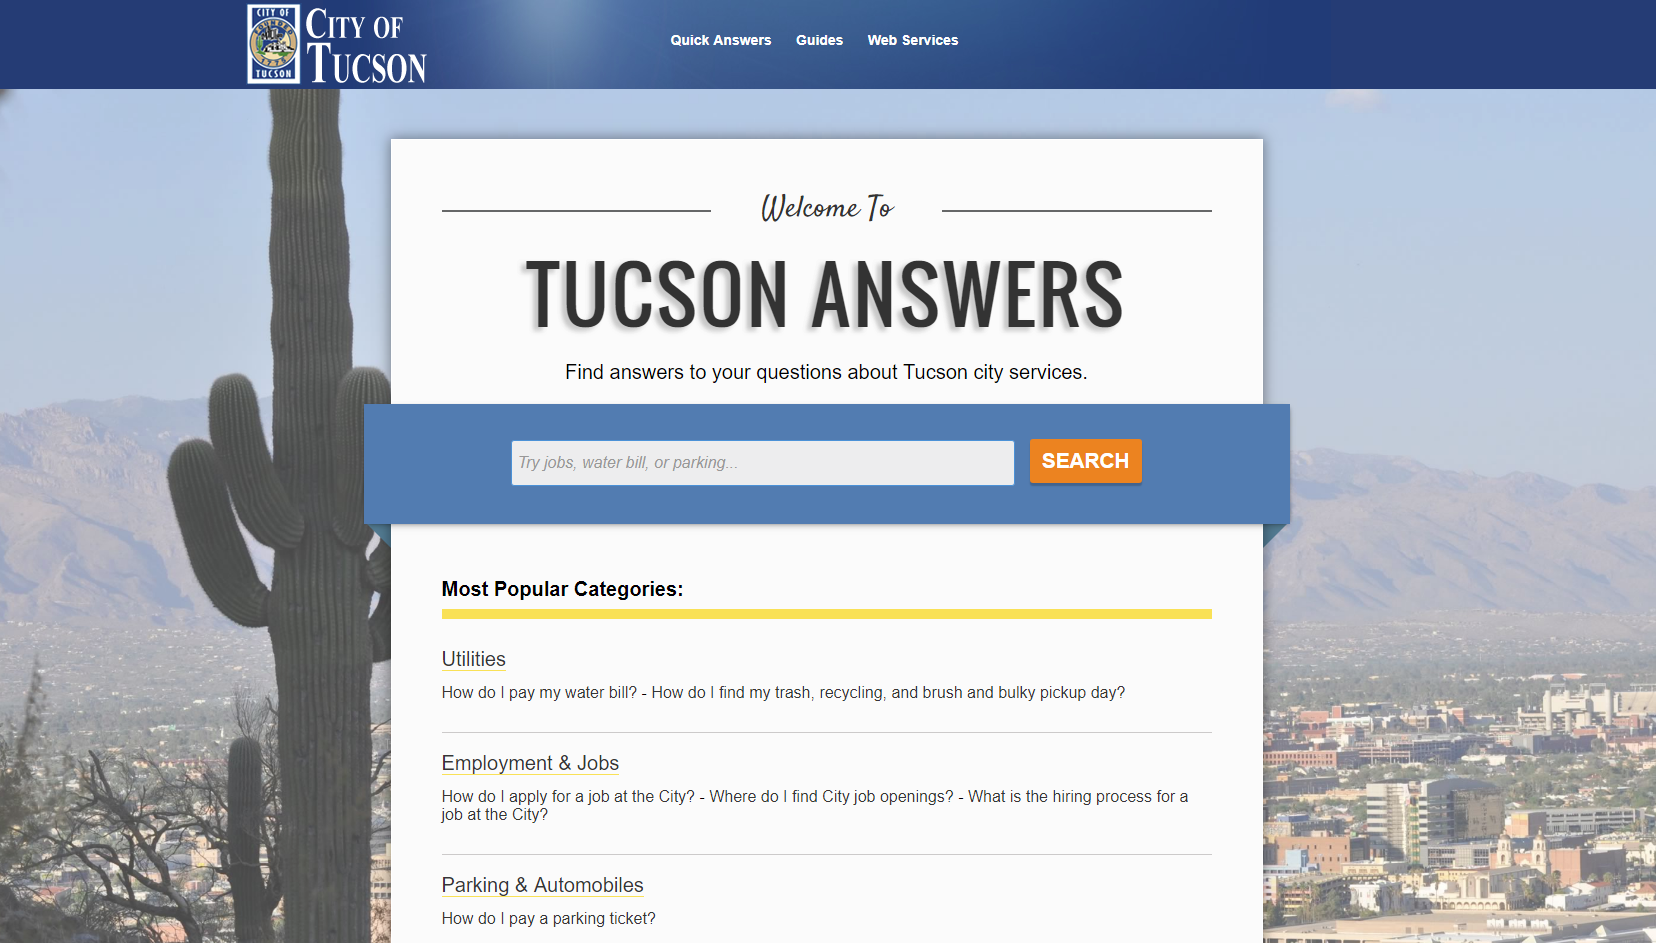 CITY OF
TUCSON
CITY OF
TUCSON
Quick Answers Guides Web Services
Welcome To
TUCSON ANSWERS
Find answers to your questions about Tucson city services.
Try jobs, water bill, or parking...
SEARCH
Most Popular Categories:
Utilities
How do I pay my water bill? - How do I find my trash, recycling, and brush and bulky pickup day?
Employment & Jobs
How do I apply for a job at the City? - Where do I find City job openings? - What is the hiring process for a
job at the City?
Parking & Automobiles
How do I pay a parking ticket?